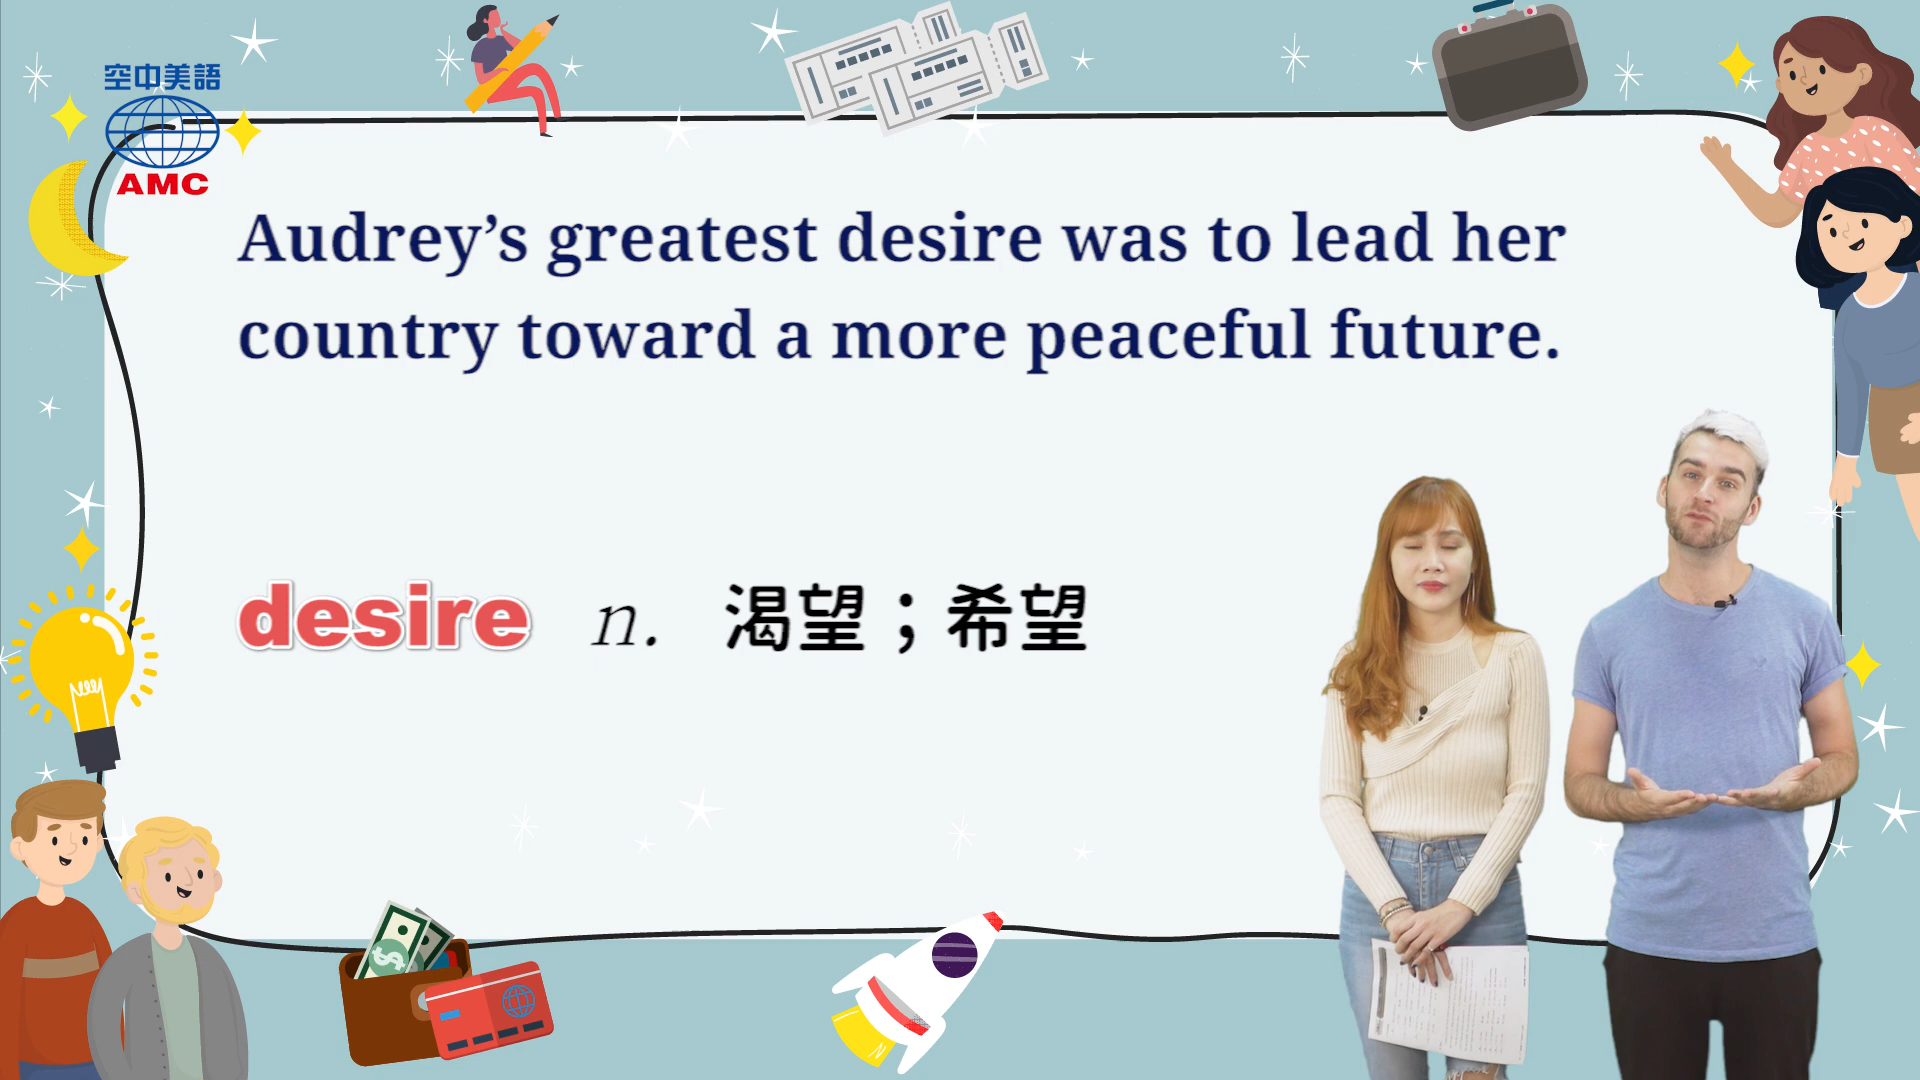 空中美語
AMC
Audrey’s greatest desire was to lead her
country toward a more peaceful future.
desire n. 渴望；希望